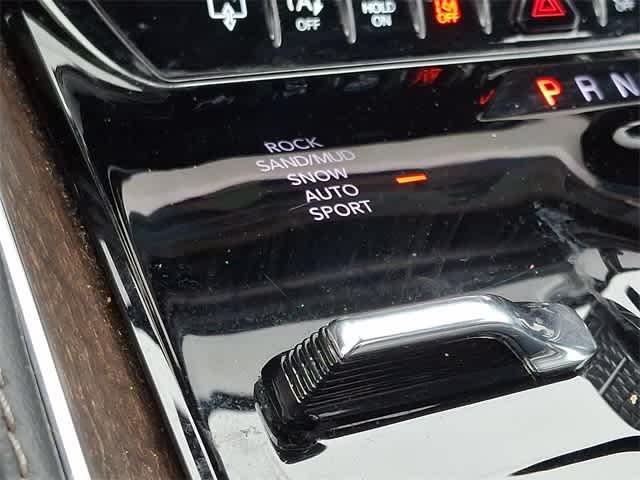 OFF
HOLD
ON
OFF
P R N
ROCK
SAND/MUD
SNOW
AUTO
SPORT